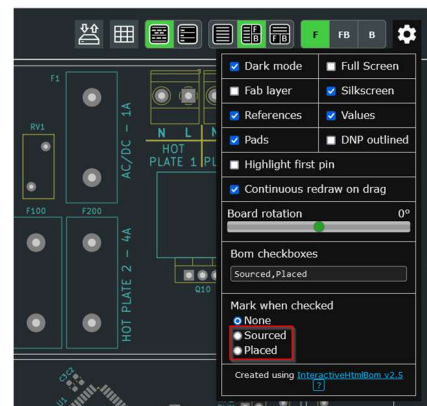 F
B
F
B
F
FB
B
Dark mode
Full Screen
Fab layer
Silkscreen
References
Values
Pads
DNP outlined
Highlight first pin
Continuous redraw on drag
Board rotation
0°
Bom checkboxes
Sourced,Placed
Mark when checked
None
Sourced
Placed
Created using InteractiveHtmlBom v2.5
?
F1
AC/DC - 1A
RV1
N L N
HOT
PLATE 1
PL
F100
F200
HOT PLATE 2 - 4A
Q10
C3C2
U1